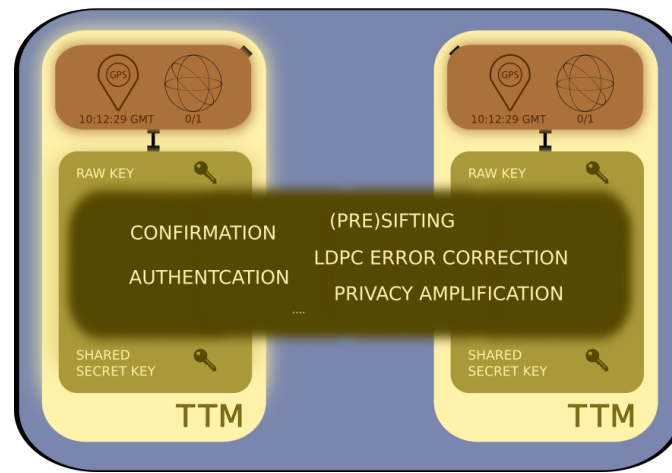 GPS
10:12:29 GMT 0/1
RAW KEY
GPS
10:12:29 GMT 0/1
RAW KEY
CONFIRMATION
AUTHENTCATION
(PRE)SIFTING
LDPC ERROR CORRECTION
PRIVACY AMPLIFICATION
....
SHARED
SECRET KEY
TTM
SHARED
SECRET KEY
TTM